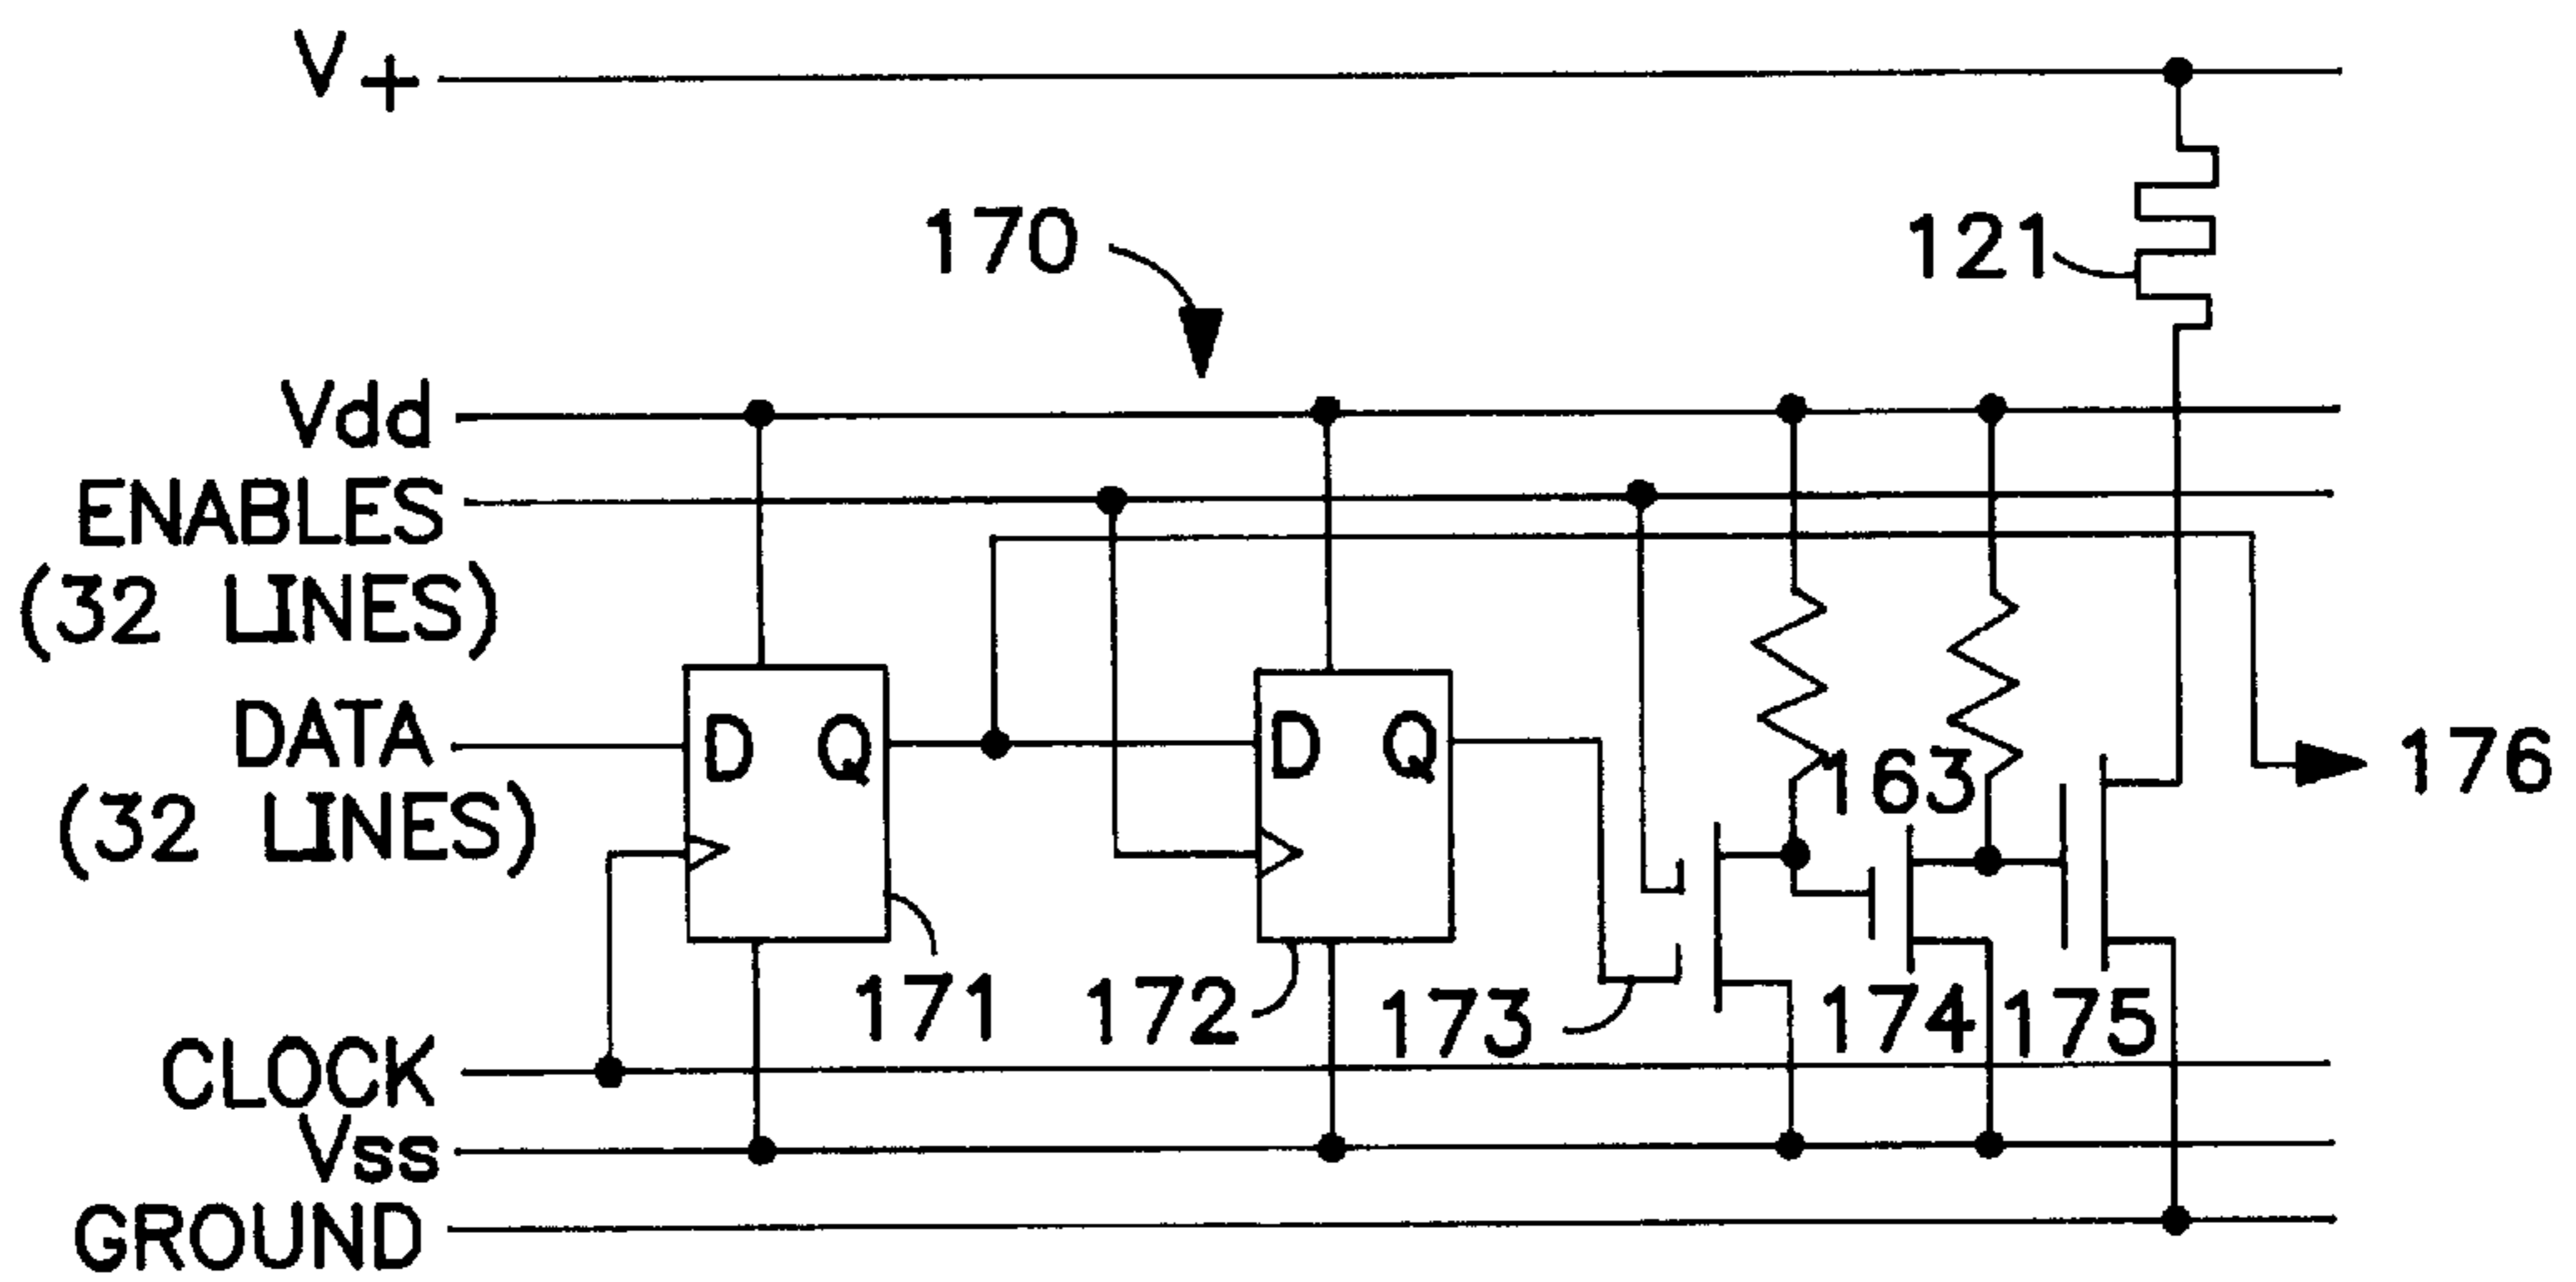 V+
170
121
Vdd
ENABLES
(32 LINES)
DATA
(32 LINES)
D Q
D Q
163
176
171
172
173
174
175
CLOCK
Vss
GROUND